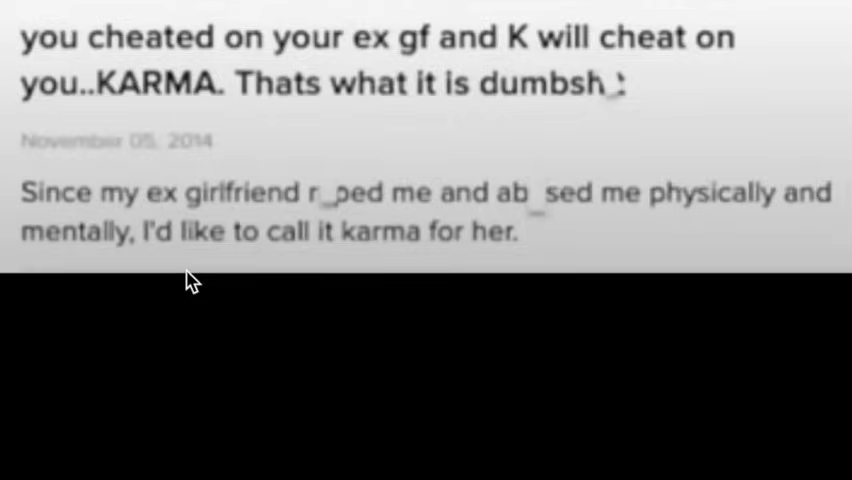 you cheated on your ex gf and K will cheat on
you..KARMA. Thats what it is dumbsh_t
November 05, 2014
Since my ex girlfriend r_ped me and ab_sed me physically and
mentally, I'd like to call it karma for her.